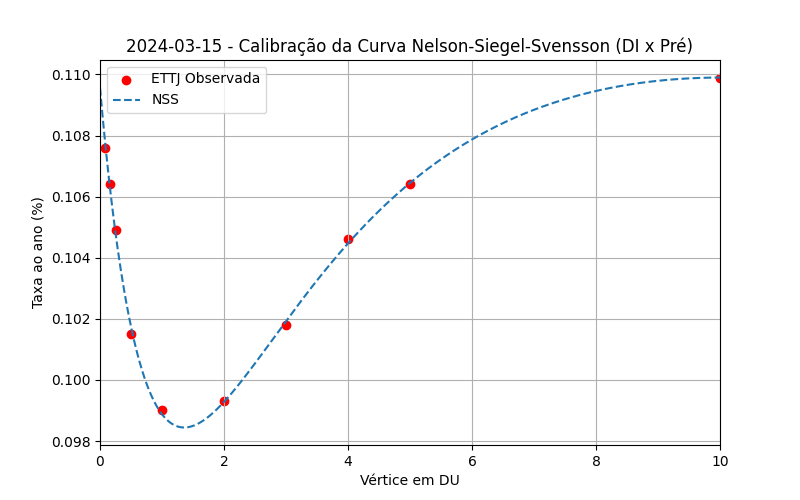 2024-03-15 - Calibração da Curva Nelson-Siegel-Svensson (DI x Pré)
ETTJ Observada
NSS
Taxa ao ano (%)
0.110
0.108
0.106
0.104
0.102
0.100
0.098
0
2
4
6
8
10
Vértice em DU